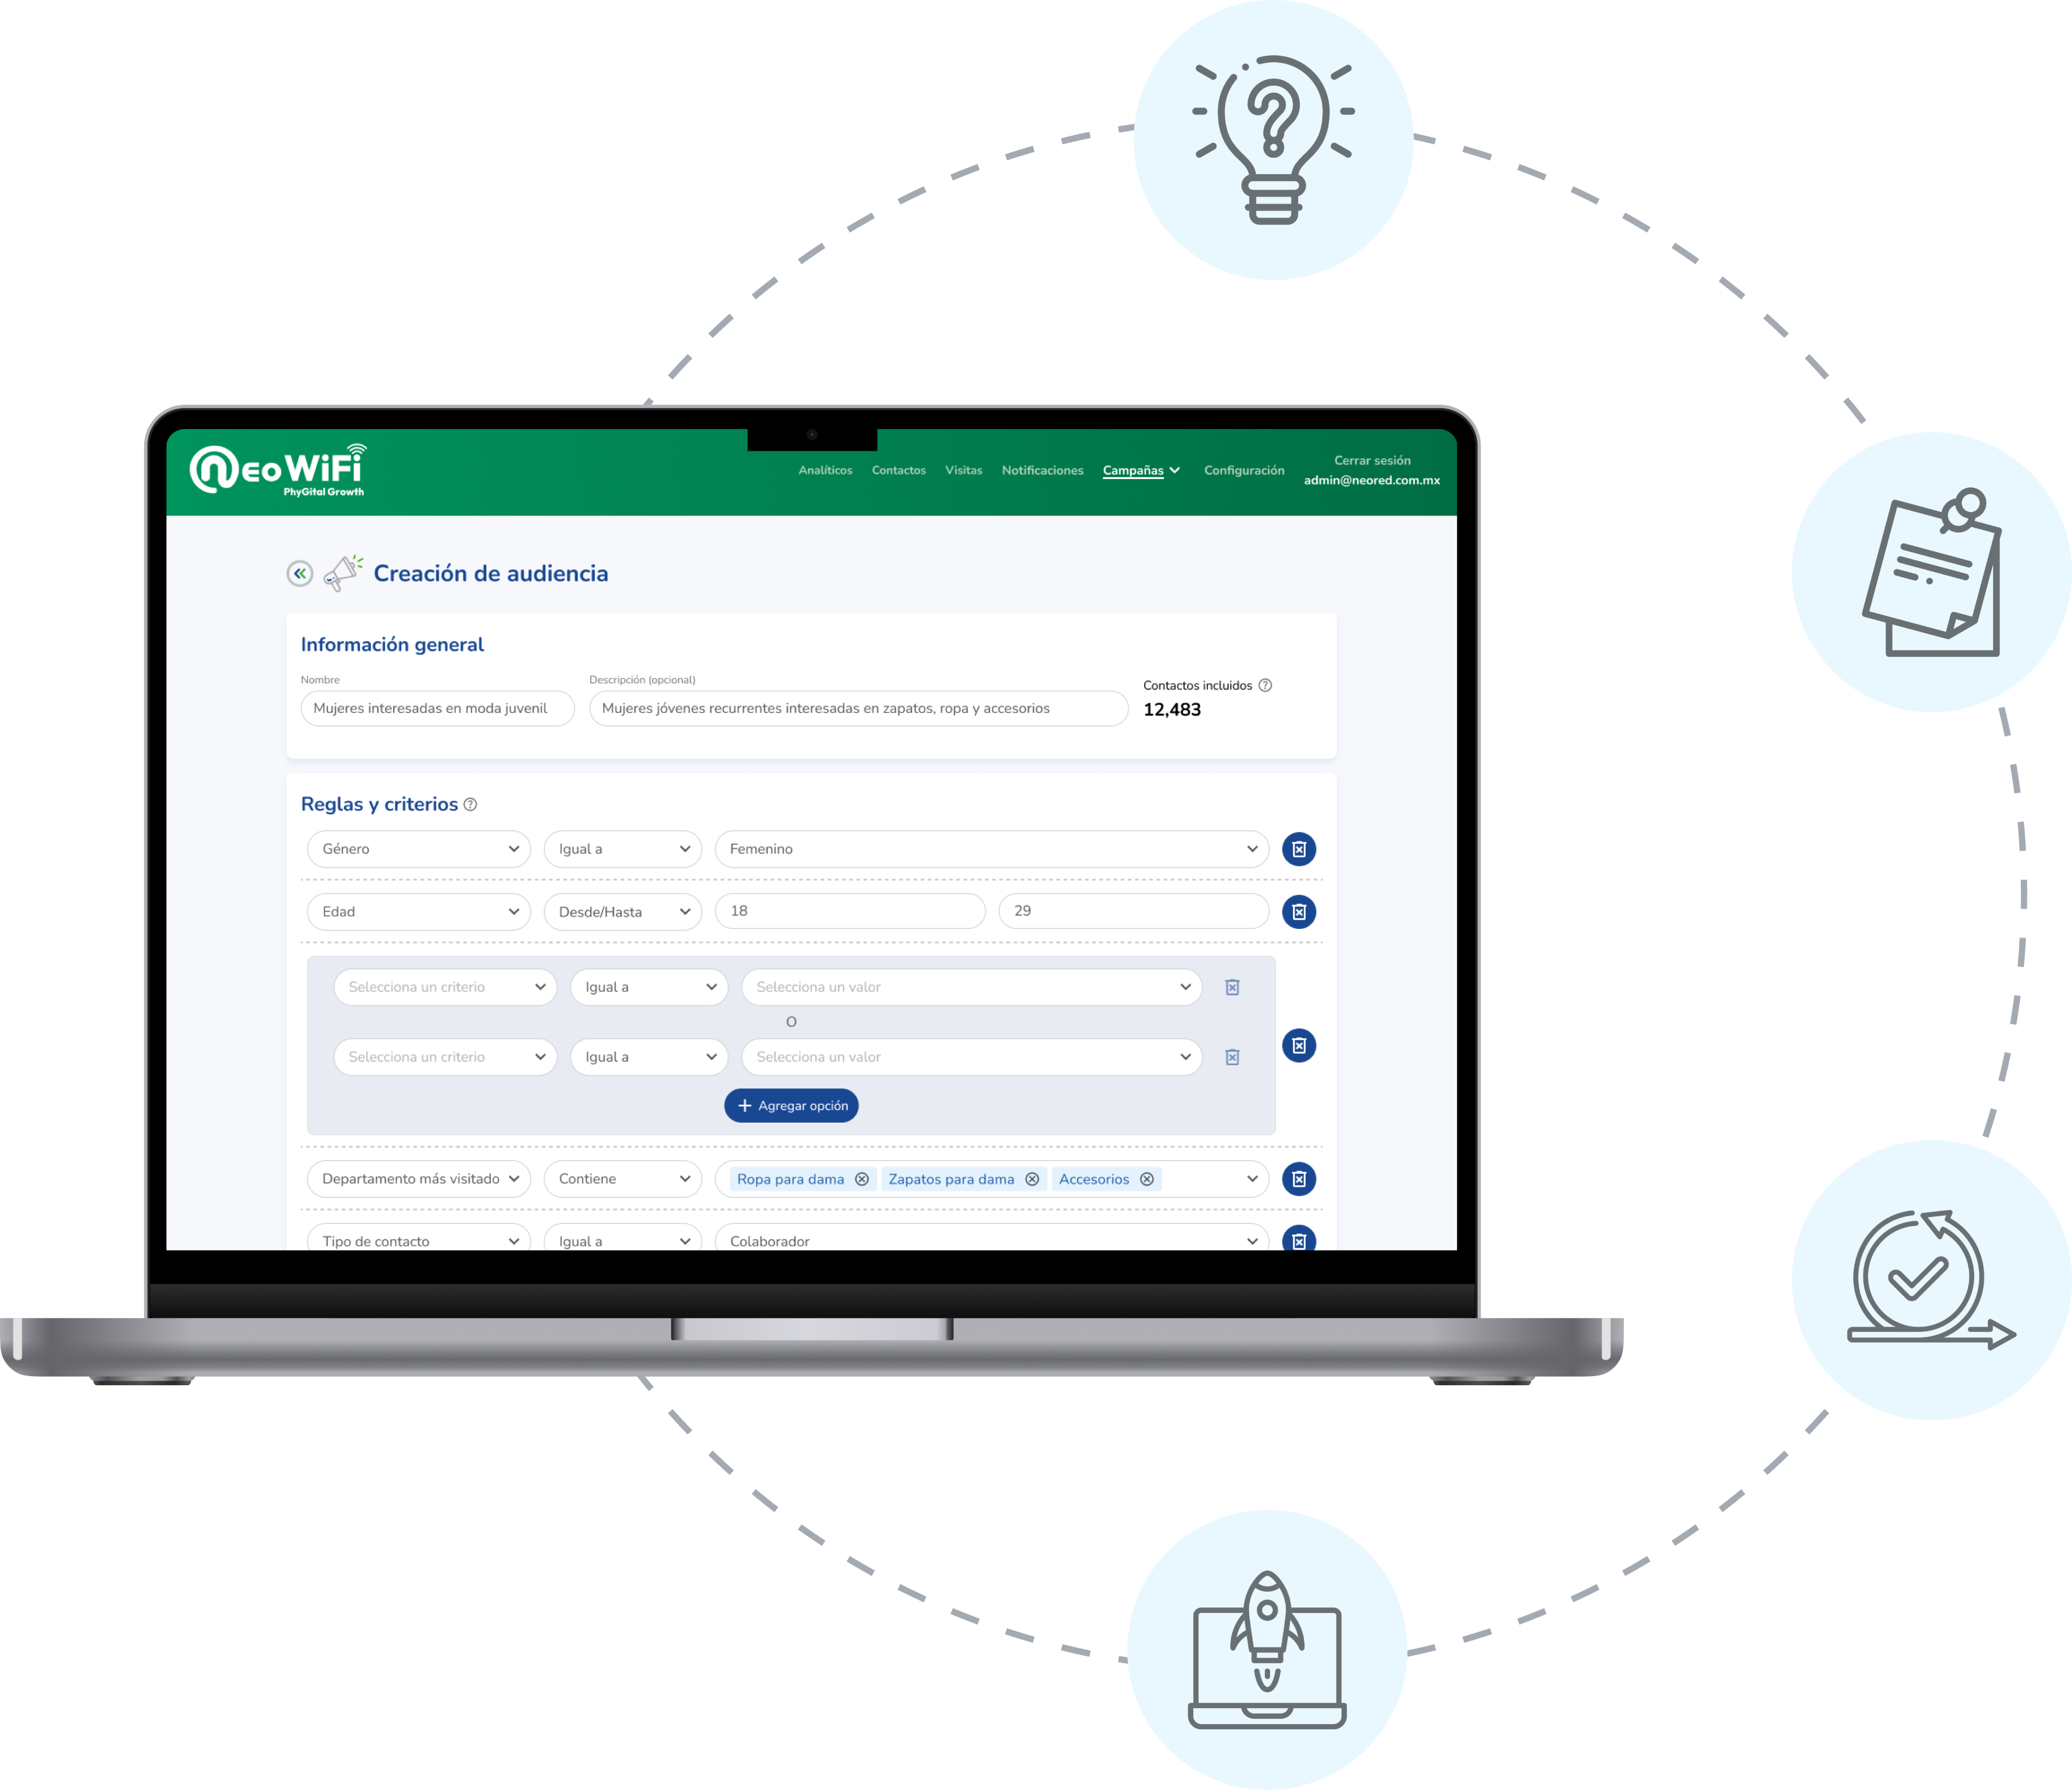 NeoWiFi
PhyGital Growth
Analíticos Contactos Visitas Notificaciones Campañas Configuración
Cerrar sesión
admin@neored.com.mx
Creación de audiencia
Información general
Nombre Descripción (opcional) Contactos incluidos ?
Mujeres interesadas en moda juvenil Mujeres jóvenes recurrentes interesadas en zapatos, ropa y accesorios 12,483
Reglas y criterios ?
Género Igual a Femenino
Edad Desde/Hasta 18 29
Selecciona un criterio Igual a Selecciona un valor
O
Selecciona un criterio Igual a Selecciona un valor
+ Agregar opción
Departamento más visitado Contiene Ropa para dama Zapatos para dama Accesorios
Tipo de contacto Igual a Colaborador